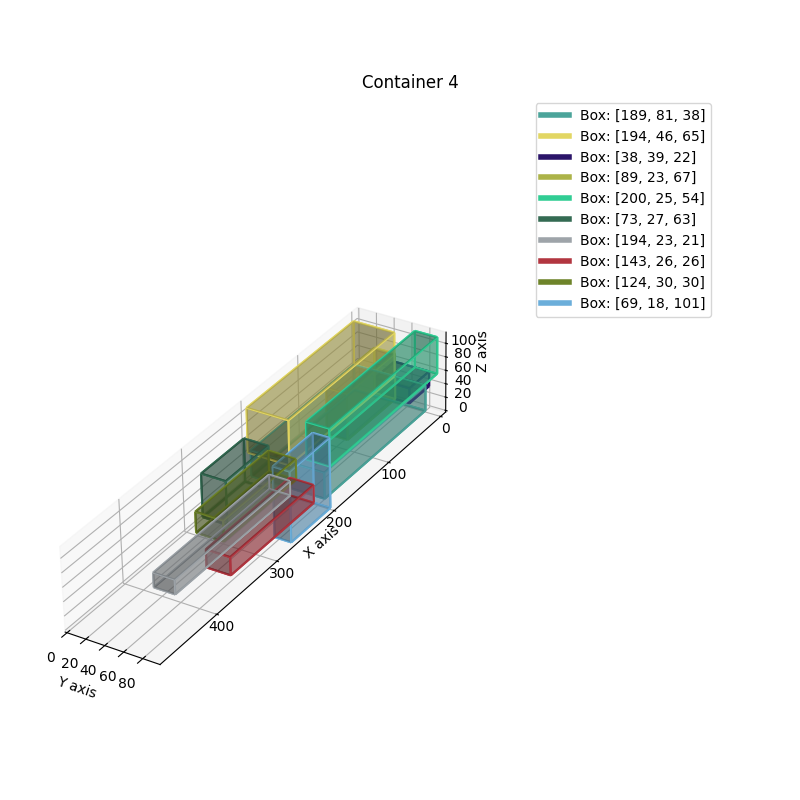 Container 4
Box: [189, 81, 38]
Box: [194, 46, 65]
Box: [38, 39, 22]
Box: [89, 23, 67]
Box: [200, 25, 54]
Box: [73, 27, 63]
Box: [194, 23, 21]
Box: [143, 26, 26]
Box: [124, 30, 30]
Box: [69, 18, 101]
100
80
60
40
20
0
Z axis
0
100
200
300
400
X axis
0
20
40
60
80
Y axis